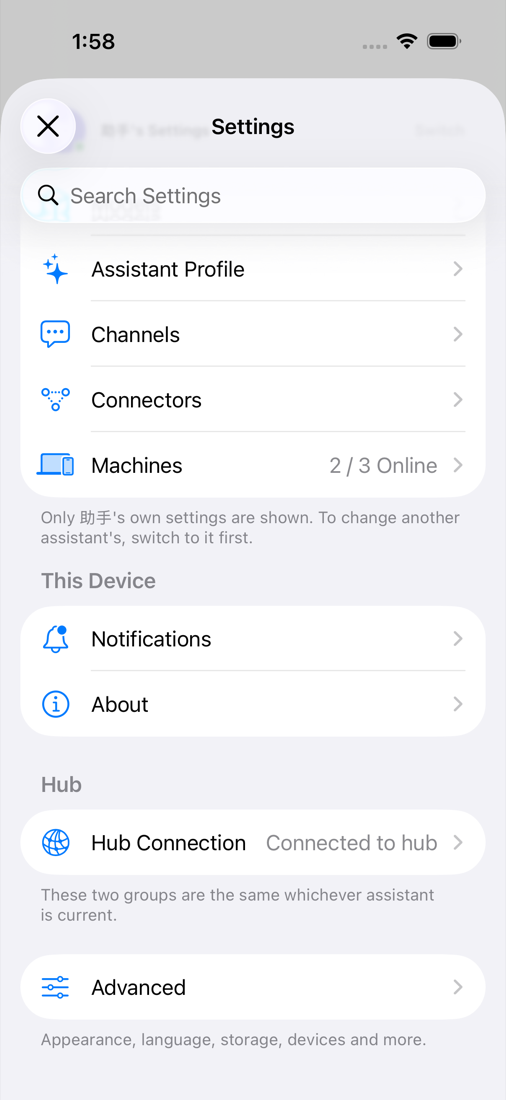 1:58
Settings
Search Settings
Assistant Profile
Channels
Connectors
Machines 2 / 3 Online
Only 助手's own settings are shown. To change another
assistant's, switch to it first.
This Device
Notifications
About
Hub
Hub Connection Connected to hub
These two groups are the same whichever assistant
is current.
Advanced
Appearance, language, storage, devices and more.